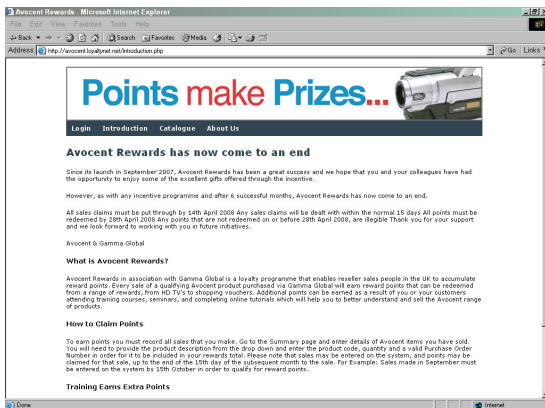 Avocent Rewards - Microsoft Internet Explorer
File Edit View Favorites Tools Help
Back Search Favorites Media
Address http://avocent.loyaltynet.net/introduction.php Go Links
Points make Prizes...
Login Introduction Catalogue About Us
Avocent Rewards has now come to an end
Since its launch in September 2007, Avocent Rewards has been a great success and we hope that you and your colleagues have had
the opportunity to enjoy some of the excellent gifts offered through the incentive.
However, as with any incentive programme and after 6 successful months, Avocent Rewards has now come to an end.
All sales claims must be put through by 14th April 2008 Any sales claims will be dealt with within the normal 15 days All points must be
redeemed by 28th April 2008 Any points that are not redeemed on or before 28th April 2008, are illegible Thank you for your support
and we look forward to working with you in future initiatives.
Avocent & Gamma Global
What is Avocent Rewards?
Avocent Rewards in association with Gamma Global is a loyalty programme that enables reseller sales people in the UK to accumulate
reward points. Every sale of a qualifying Avocent product purchased via Gamma Global will earn reward points that can be redeemed
from a range of rewards, from HD TV's to shopping vouchers. Additional points can be earned as a result of you or your customers
attending training courses, seminars, and completing online tutorials which will help you to better understand and sell the Avocent range
of products.
How to Claim Points
To earn points you must record all sales that you make. Go to the Summary page and enter details of Avocent items you have sold.
You will need to provide the product description from the drop down and enter the product code, quantity and a valid Purchase Order
Number in order for it to be included in your rewards total. Please note that sales may be entered on the system, and points may be
claimed for that sale, up to the end of the 15th day of the subsequent month to the sale. For Example: Sales made in September must
be entered on the system by 15th October in order to qualify for reward points.
Training Earns Extra Points
Done Internet